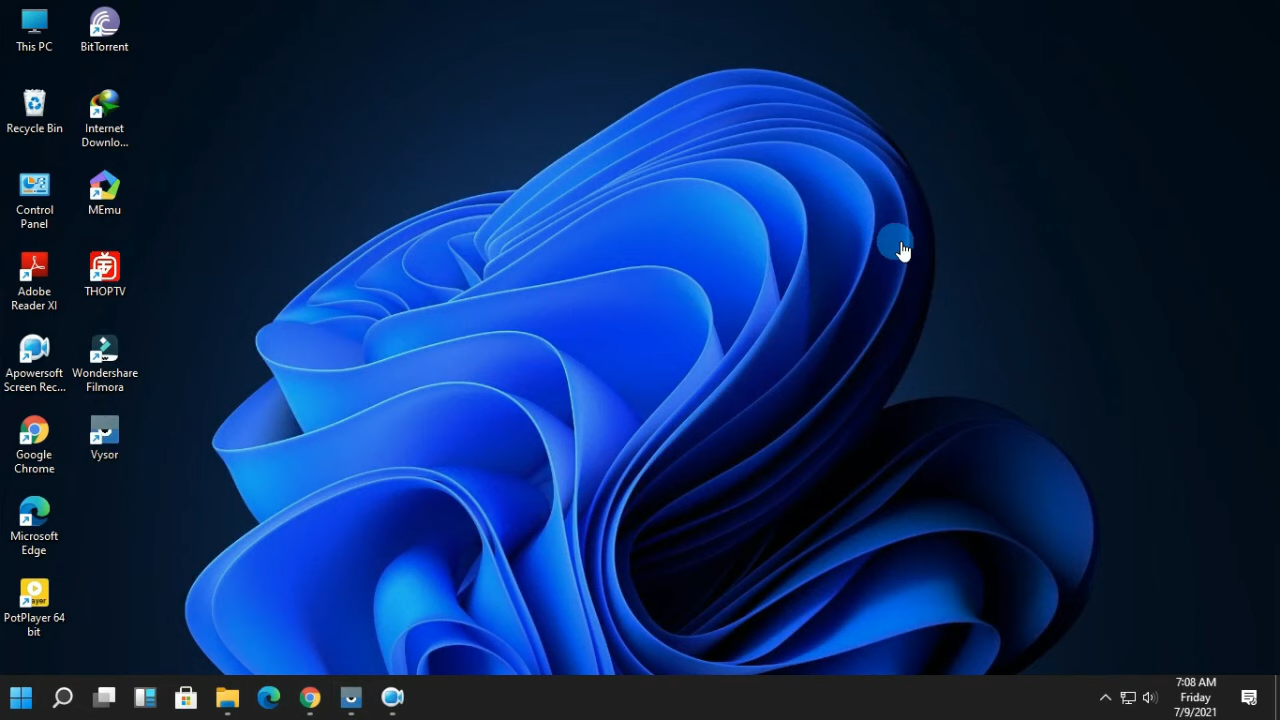 This PC
BitTorrent
Recycle Bin
Internet
Downlo...
Control
Panel
MEmu
Adobe
Reader XI
THOPTV
Apowersoft
Screen Rec...
Wondershare
Filmora
Google
Chrome
Vysor
Microsoft
Edge
PotPlayer 64
bit
7:08 AM
Friday
7/9/2021